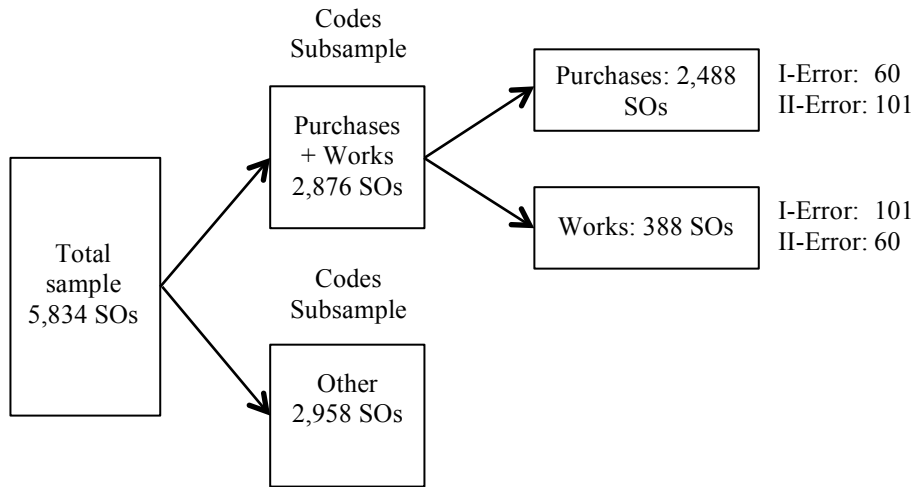 Total
sample
5,834 SOs
Codes
Subsample
Purchases
+ Works
2,876 SOs
Codes
Subsample
Other
2,958 SOs
Purchases: 2,488
SOs
I-Error: 60
II-Error: 101
Works: 388 SOs
I-Error: 101
II-Error: 60